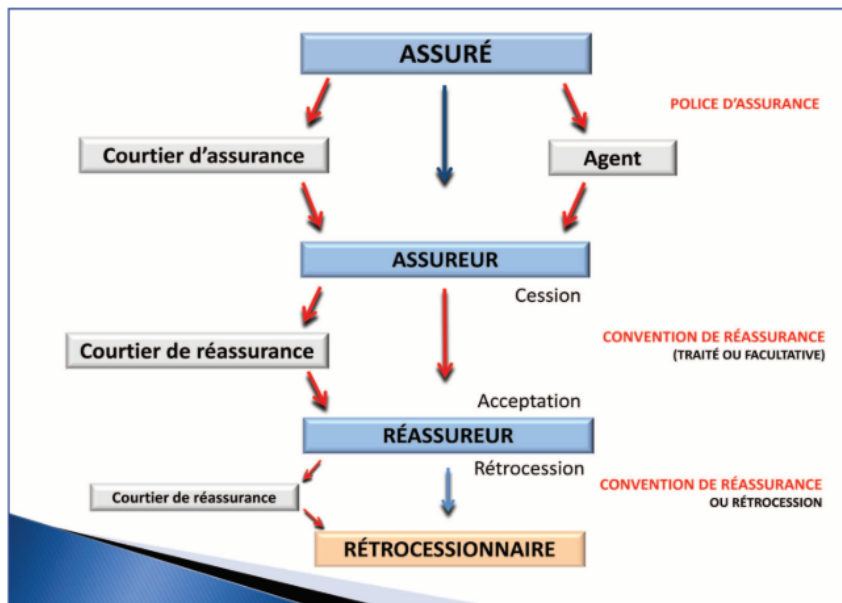 ASSURÉ
POLICE D'ASSURANCE
Courtier d'assurance
Agent
ASSUREUR
Cession
Courtier de réassurance
CONVENTION DE RÉASSURANCE
(TRAITÉ OU FACULTATIVE)
Acceptation
RÉASSUREUR
Rétrocession
Courtier de réassurance
CONVENTION DE RÉASSURANCE
OU RÉTROCESSION
RÉTROCESSIONNAIRE